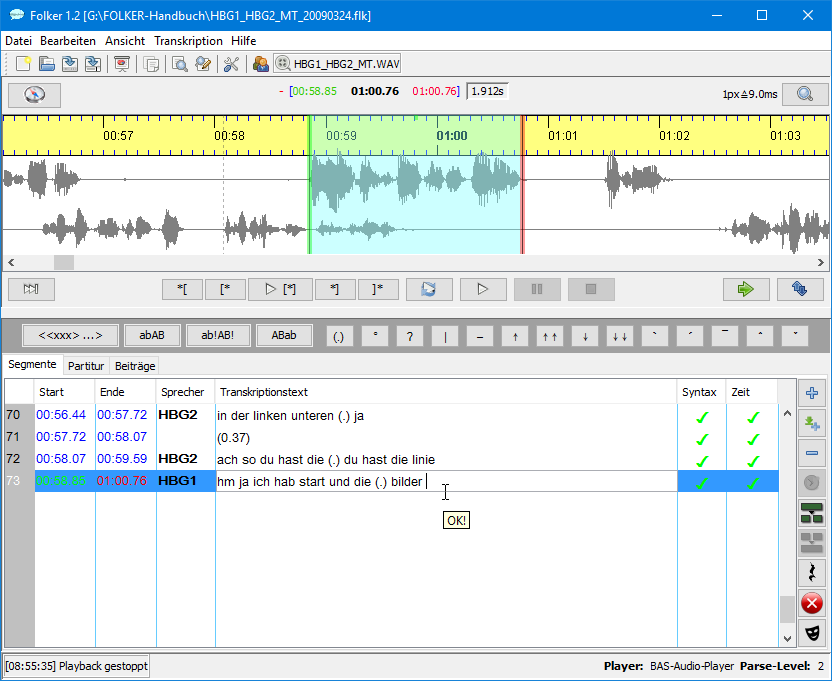 Folker 1.2 [G:\FOLKER-Handbuch\HBG1_HBG2_MT_20090324.flk]
Datei Bearbeiten Ansicht Transkription Hilfe
HBG1_HBG2_MT.WAV
- [00:58.85 01:00.76 01:00.76] 1.912s
1px≙9.0ms
00:57 00:58 00:59 01:00 01:01 01:02 01:03
*[ [* [*] *] ]*
<<xxx> ...> abAB ab!AB! ABab (.) ° ? | – ↑ ↑↑ ↓ ↓↓ ` ´ ¯ ˆ ˇ
Segmente Partitur Beiträge
Start Ende Sprecher Transkriptionstext Syntax Zeit
70 00:56.44 00:57.72 HBG2 in der linken unteren (.) ja ✓ ✓
71 00:57.72 00:58.07 (0.37) ✓ ✓
72 00:58.07 00:59.59 HBG2 ach so du hast die (.) du hast die linie ✓ ✓
73 00:58.85 01:00.76 HBG1 hm ja ich hab start und die (.) bilder ✓ ✓
OK!
[08:55:35] Playback gestoppt
Player: BAS-Audio-Player Parse-Level: 2